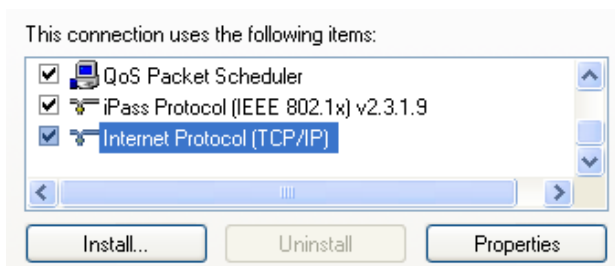 This connection uses the following items:
QoS Packet Scheduler
iPass Protocol (IEEE 802.1x) v2.3.1.9
Internet Protocol (TCP/IP)
Install... Uninstall Properties